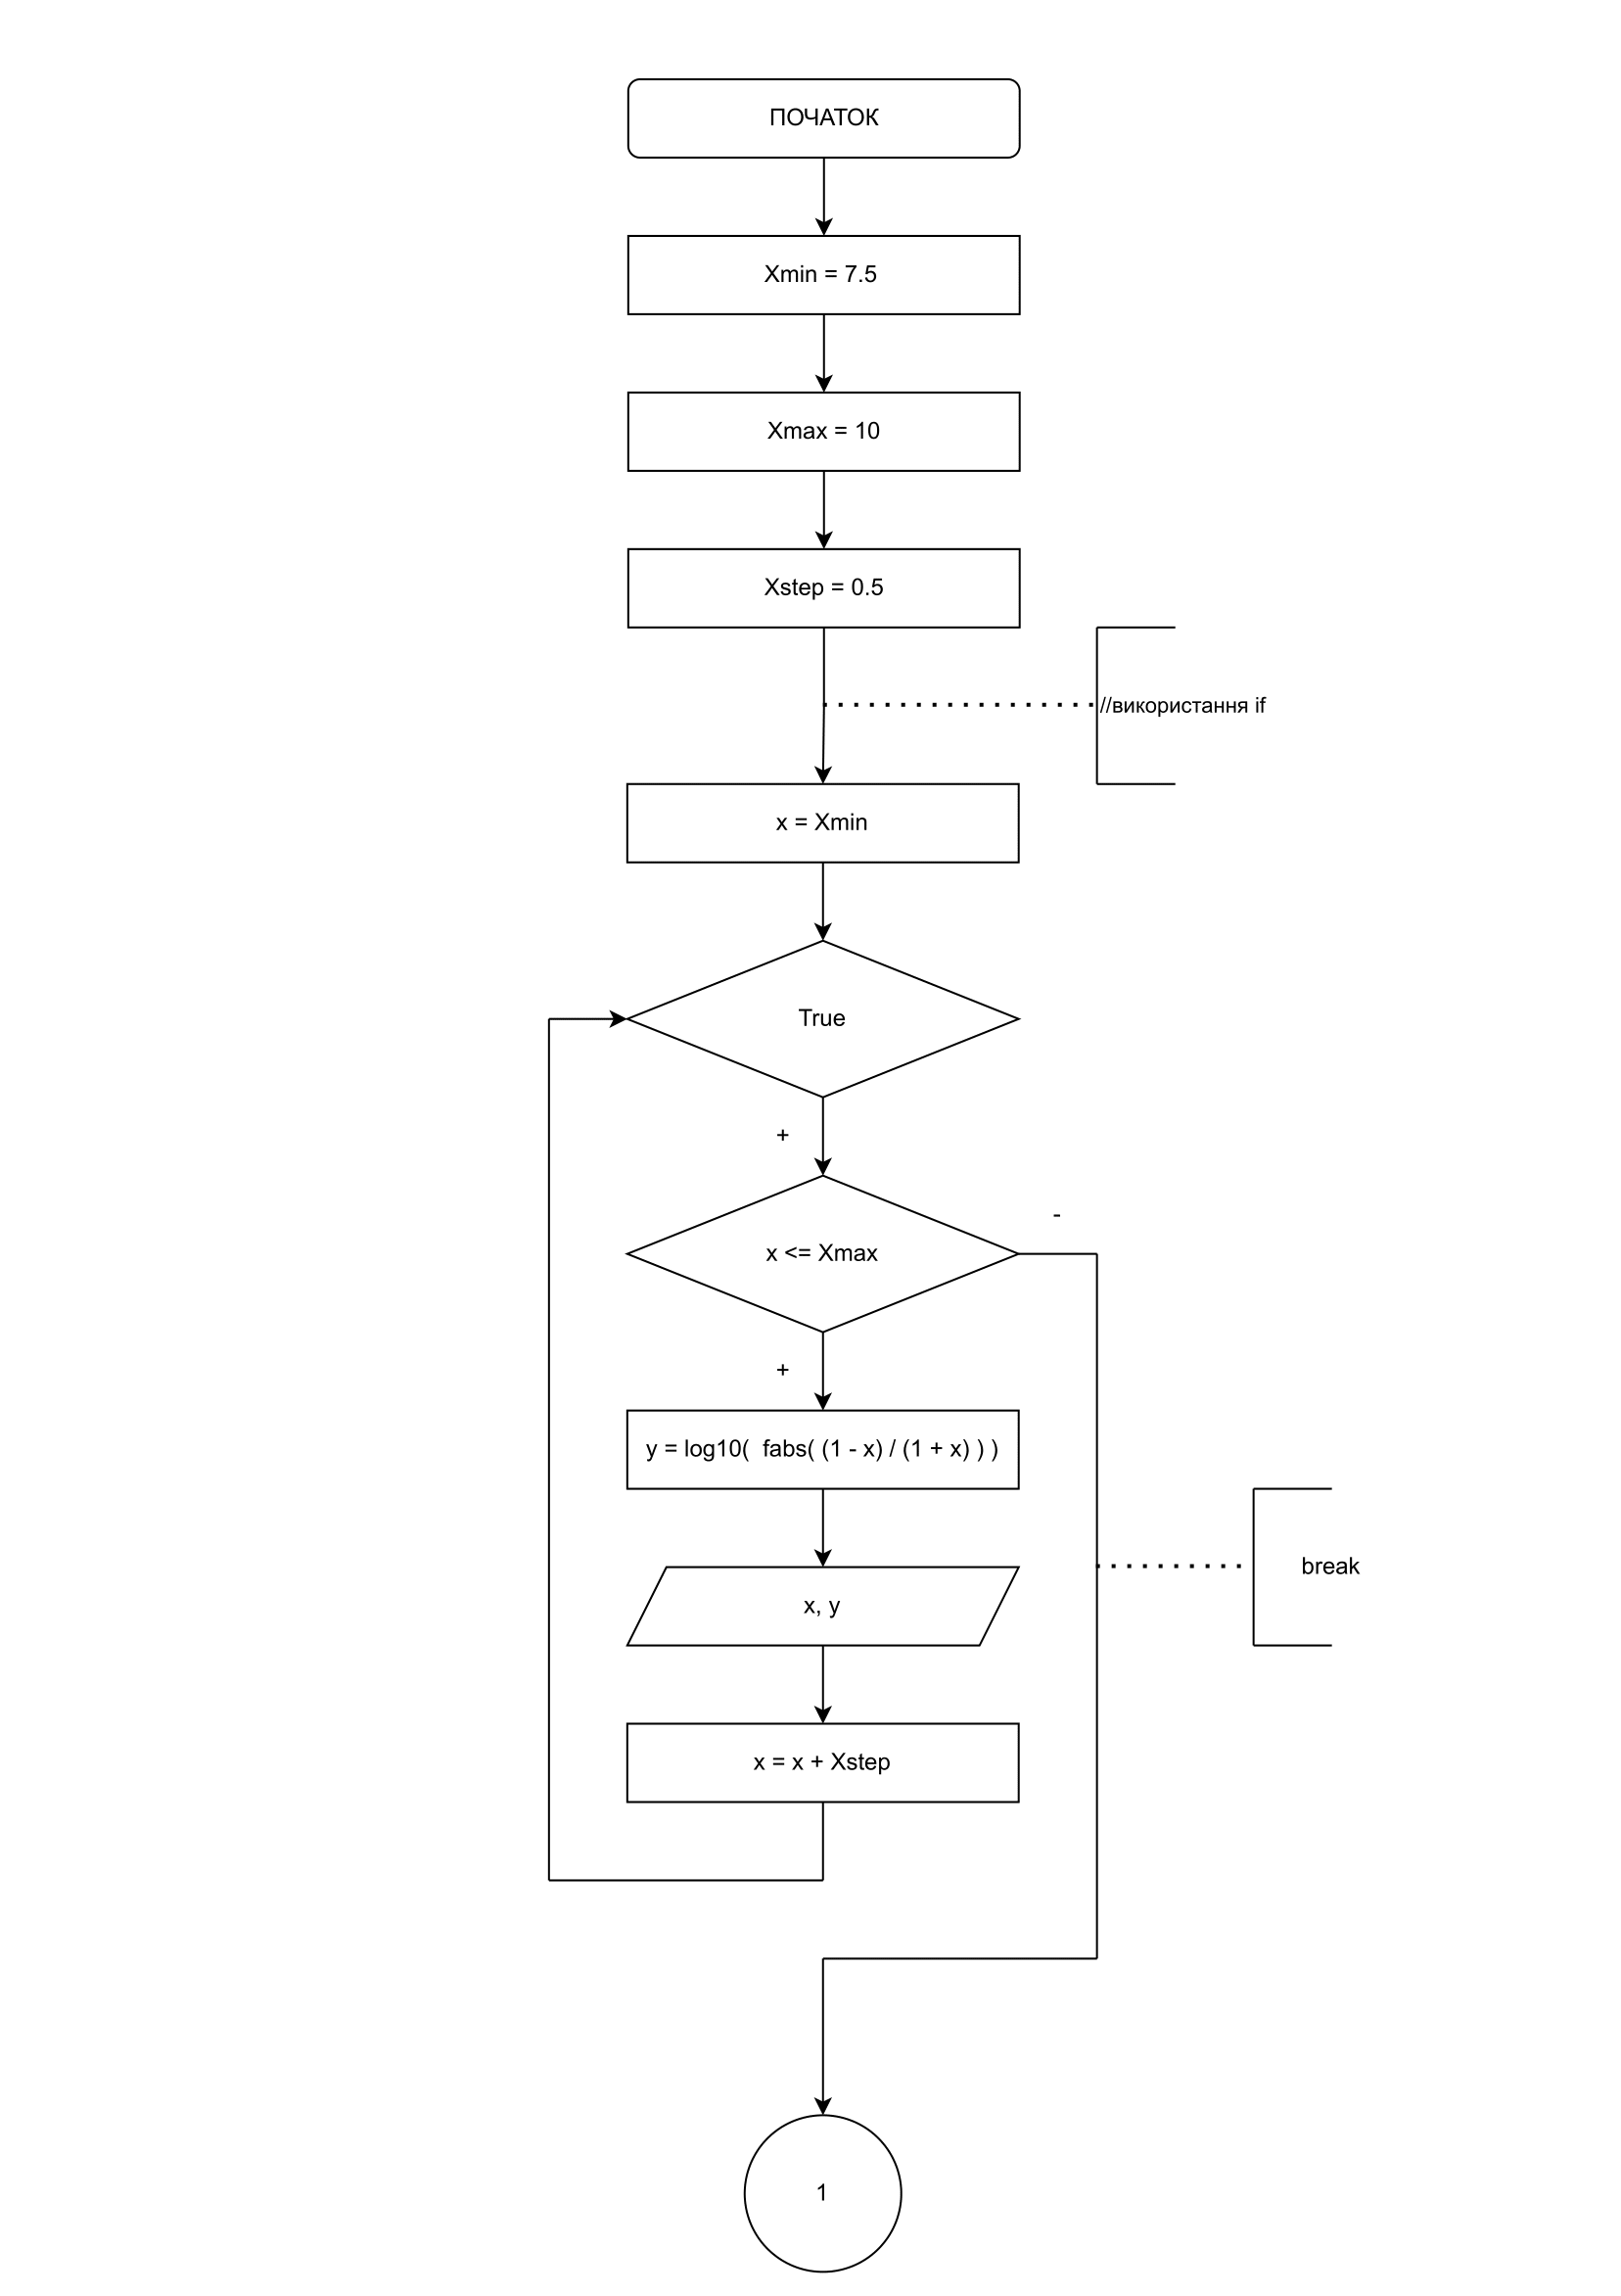 ПОЧАТОК
Xmin = 7.5
Xmax = 10
Xstep = 0.5
//використання if
x = Xmin
True
+
-
x <= Xmax
+
y = log10(  fabs( (1 - x) / (1 + x) ) )
break
x, y
x = x + Xstep
1